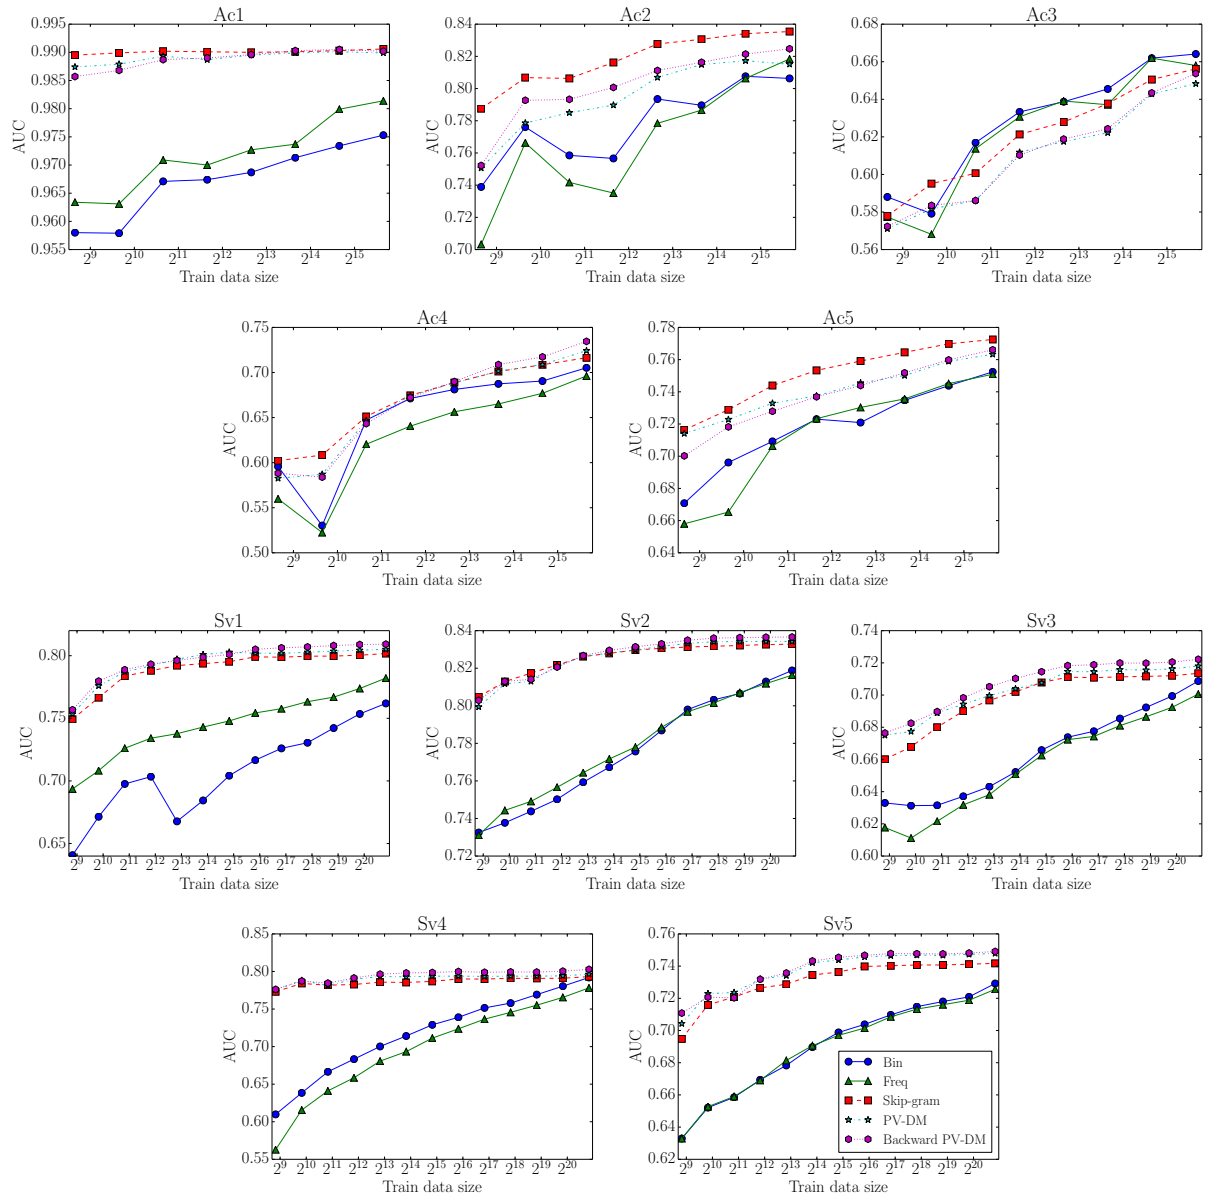 Ac1
0.995
0.990
0.985
0.980
0.975
0.970
0.965
0.960
0.955
AUC
2^9 2^10 2^11 2^12 2^13 2^14 2^15
Train data size
Ac2
0.84
0.82
0.80
0.78
0.76
0.74
0.72
0.70
AUC
2^9 2^10 2^11 2^12 2^13 2^14 2^15
Train data size
Ac3
0.68
0.66
0.64
0.62
0.60
0.58
0.56
AUC
2^9 2^10 2^11 2^12 2^13 2^14 2^15
Train data size
Ac4
0.75
0.70
0.65
0.60
0.55
0.50
AUC
2^9 2^10 2^11 2^12 2^13 2^14 2^15
Train data size
Ac5
0.78
0.76
0.74
0.72
0.70
0.68
0.66
0.64
AUC
2^9 2^10 2^11 2^12 2^13 2^14 2^15
Train data size
Sv1
0.80
0.75
0.70
0.65
AUC
2^9 2^10 2^11 2^12 2^13 2^14 2^15 2^16 2^17 2^18 2^19 2^20
Train data size
Sv2
0.84
0.82
0.80
0.78
0.76
0.74
0.72
AUC
2^9 2^10 2^11 2^12 2^13 2^14 2^15 2^16 2^17 2^18 2^19 2^20
Train data size
Sv3
0.74
0.72
0.70
0.68
0.66
0.64
0.62
0.60
AUC
2^9 2^10 2^11 2^12 2^13 2^14 2^15 2^16 2^17 2^18 2^19 2^20
Train data size
Sv4
0.85
0.80
0.75
0.70
0.65
0.60
0.55
AUC
2^9 2^10 2^11 2^12 2^13 2^14 2^15 2^16 2^17 2^18 2^19 2^20
Train data size
Sv5
0.76
0.74
0.72
0.70
0.68
0.66
0.64
0.62
AUC
2^9 2^10 2^11 2^12 2^13 2^14 2^15 2^16 2^17 2^18 2^19 2^20
Train data size
Bin
Freq
Skip-gram
PV-DM
Backward PV-DM